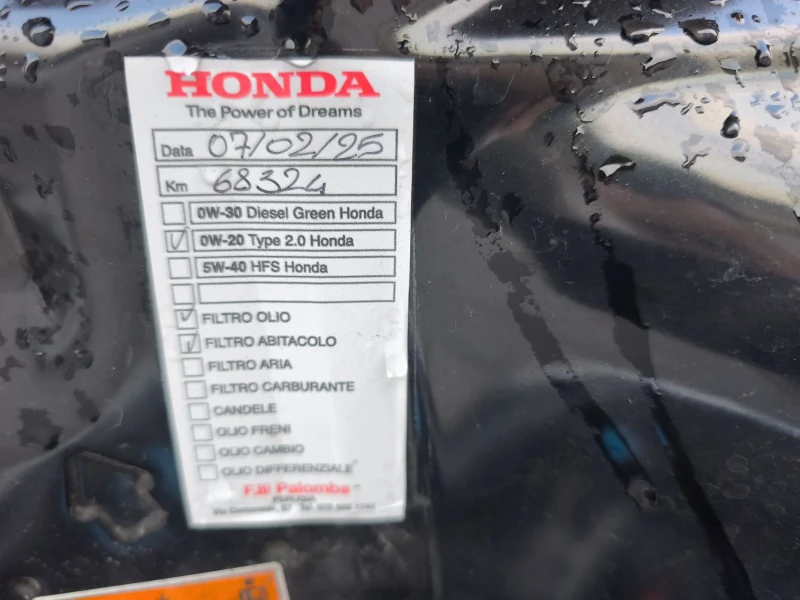 HONDA
The Power of Dreams
Data 07/02/25
Km 68324
0W-30 Diesel Green Honda
0W-20 Type 2.0 Honda
5W-40 HFS Honda
FILTRO OLIO
FILTRO ABITACOLO
FILTRO ARIA
FILTRO CARBURANTE
CANDELE
OLIO FRENI
OLIO CAMBIO
OLIO DIFFERENZIALE
Palomba
PERUGIA